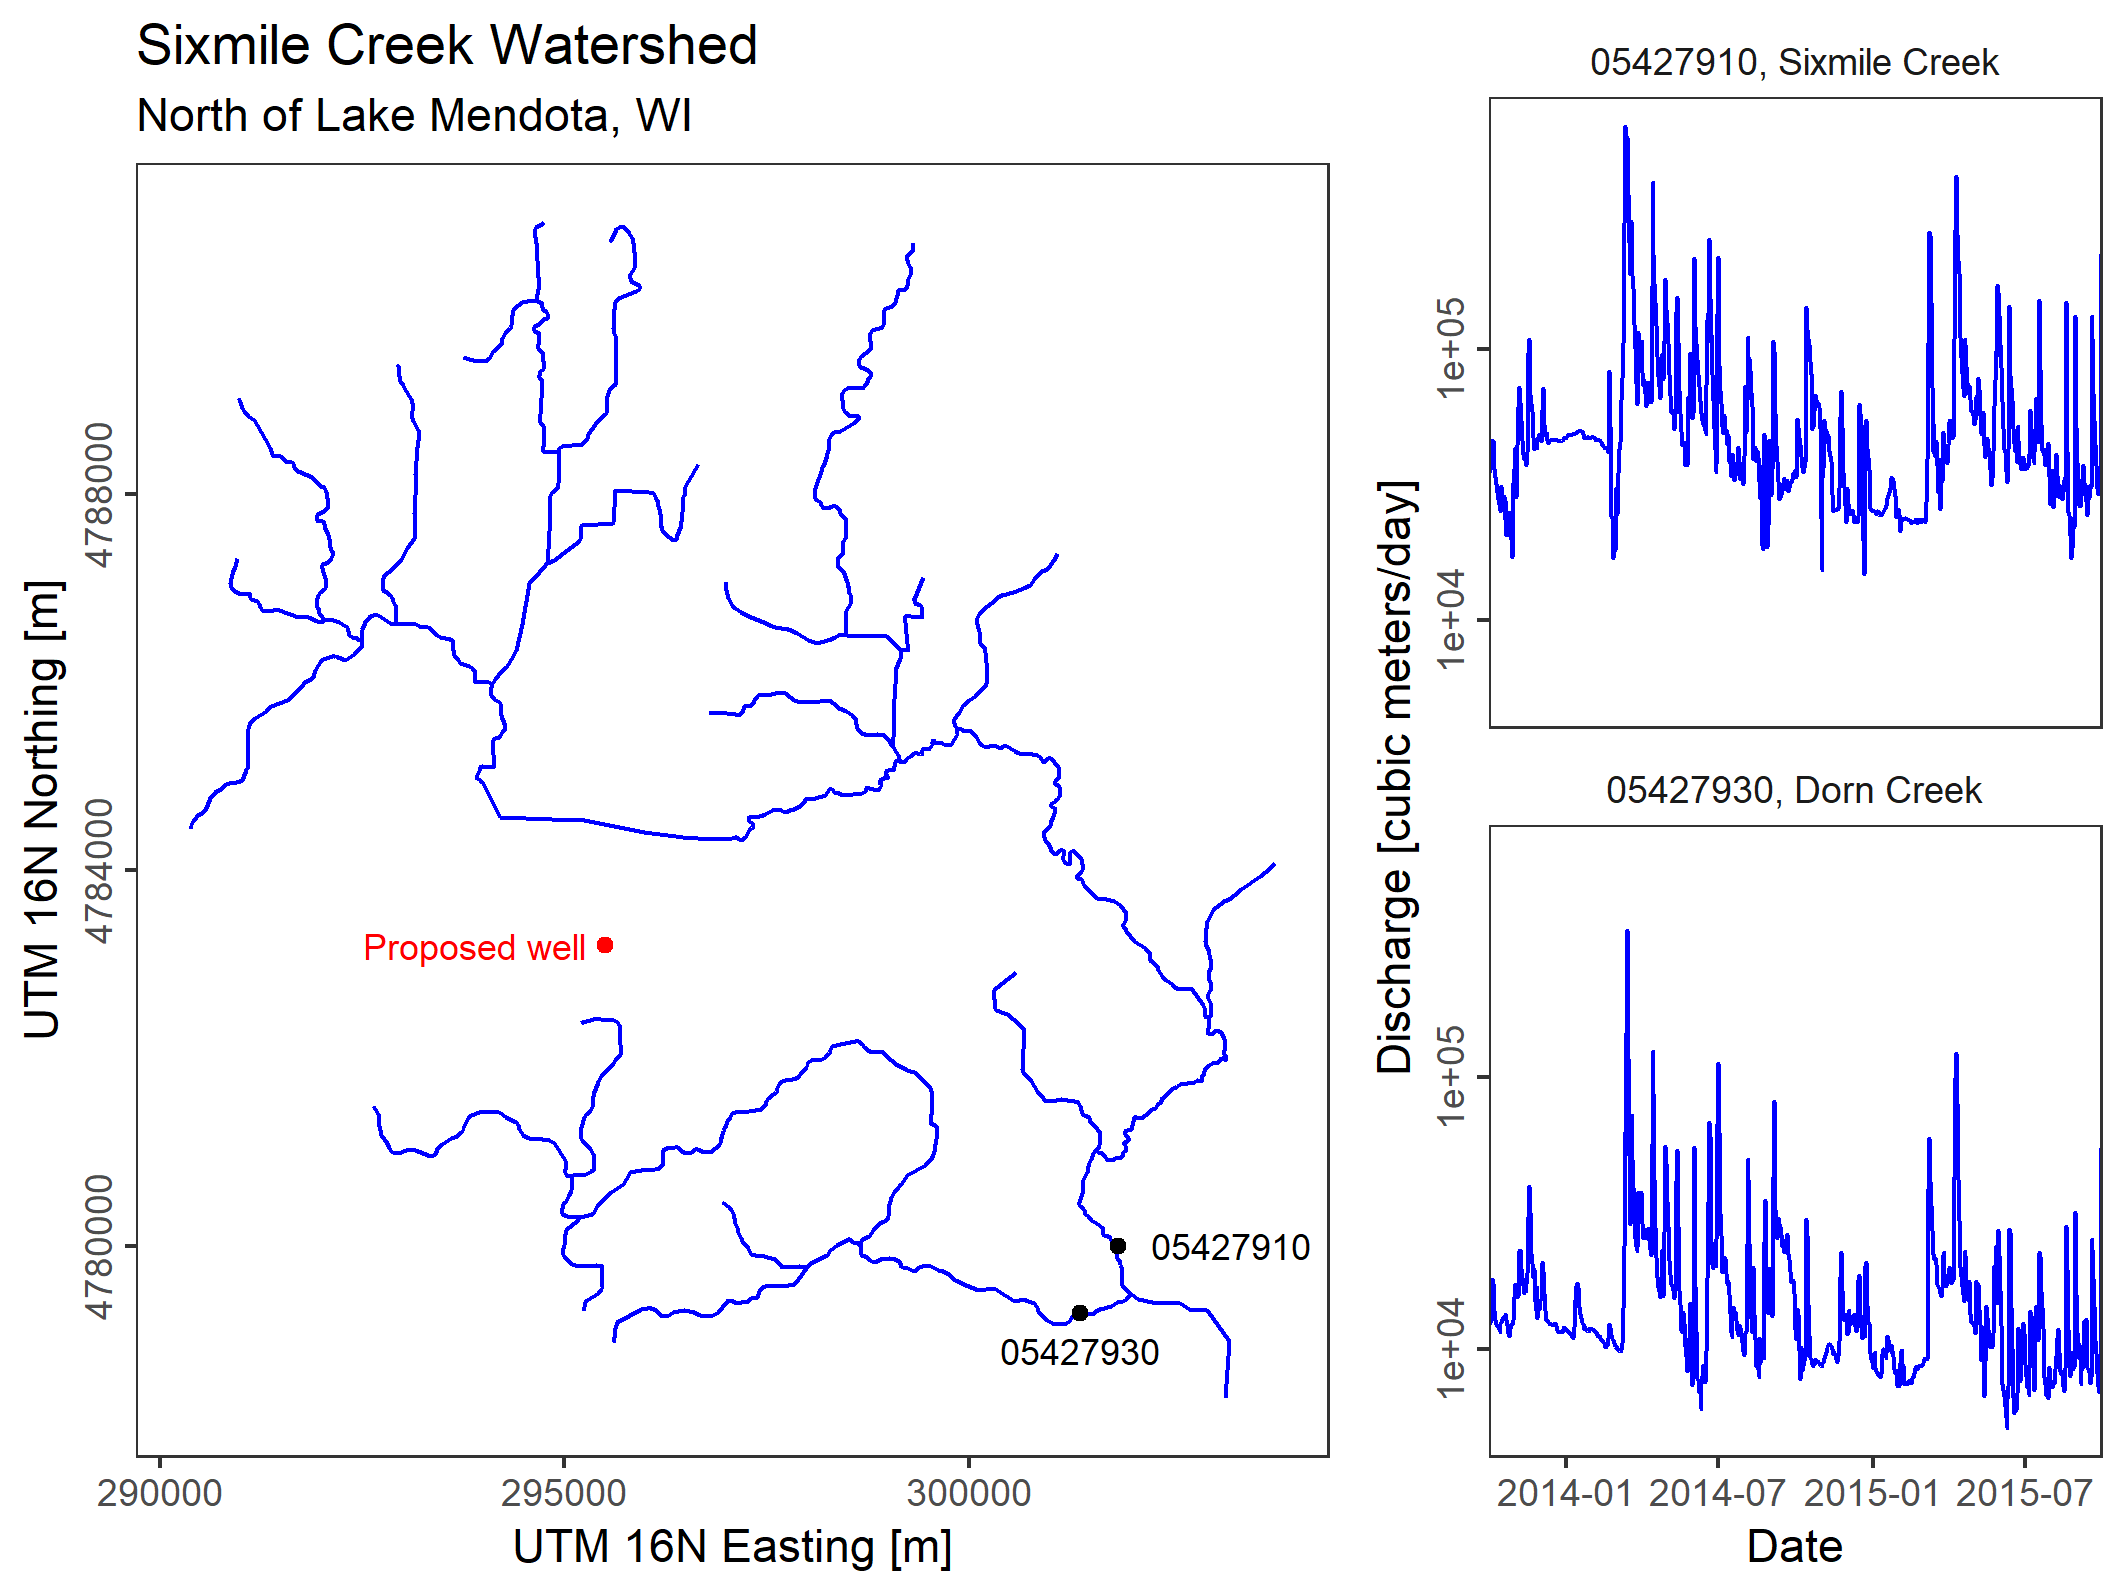 Sixmile Creek Watershed
North of Lake Mendota, WI
UTM 16N Northing [m]
4788000
4784000
4780000
Proposed well
05427910
05427930
290000
295000
300000
UTM 16N Easting [m]
Discharge [cubic meters/day]
05427910, Sixmile Creek
1e+05
1e+04
05427930, Dorn Creek
1e+05
1e+04
2014-01
2014-07
2015-01
2015-07
Date